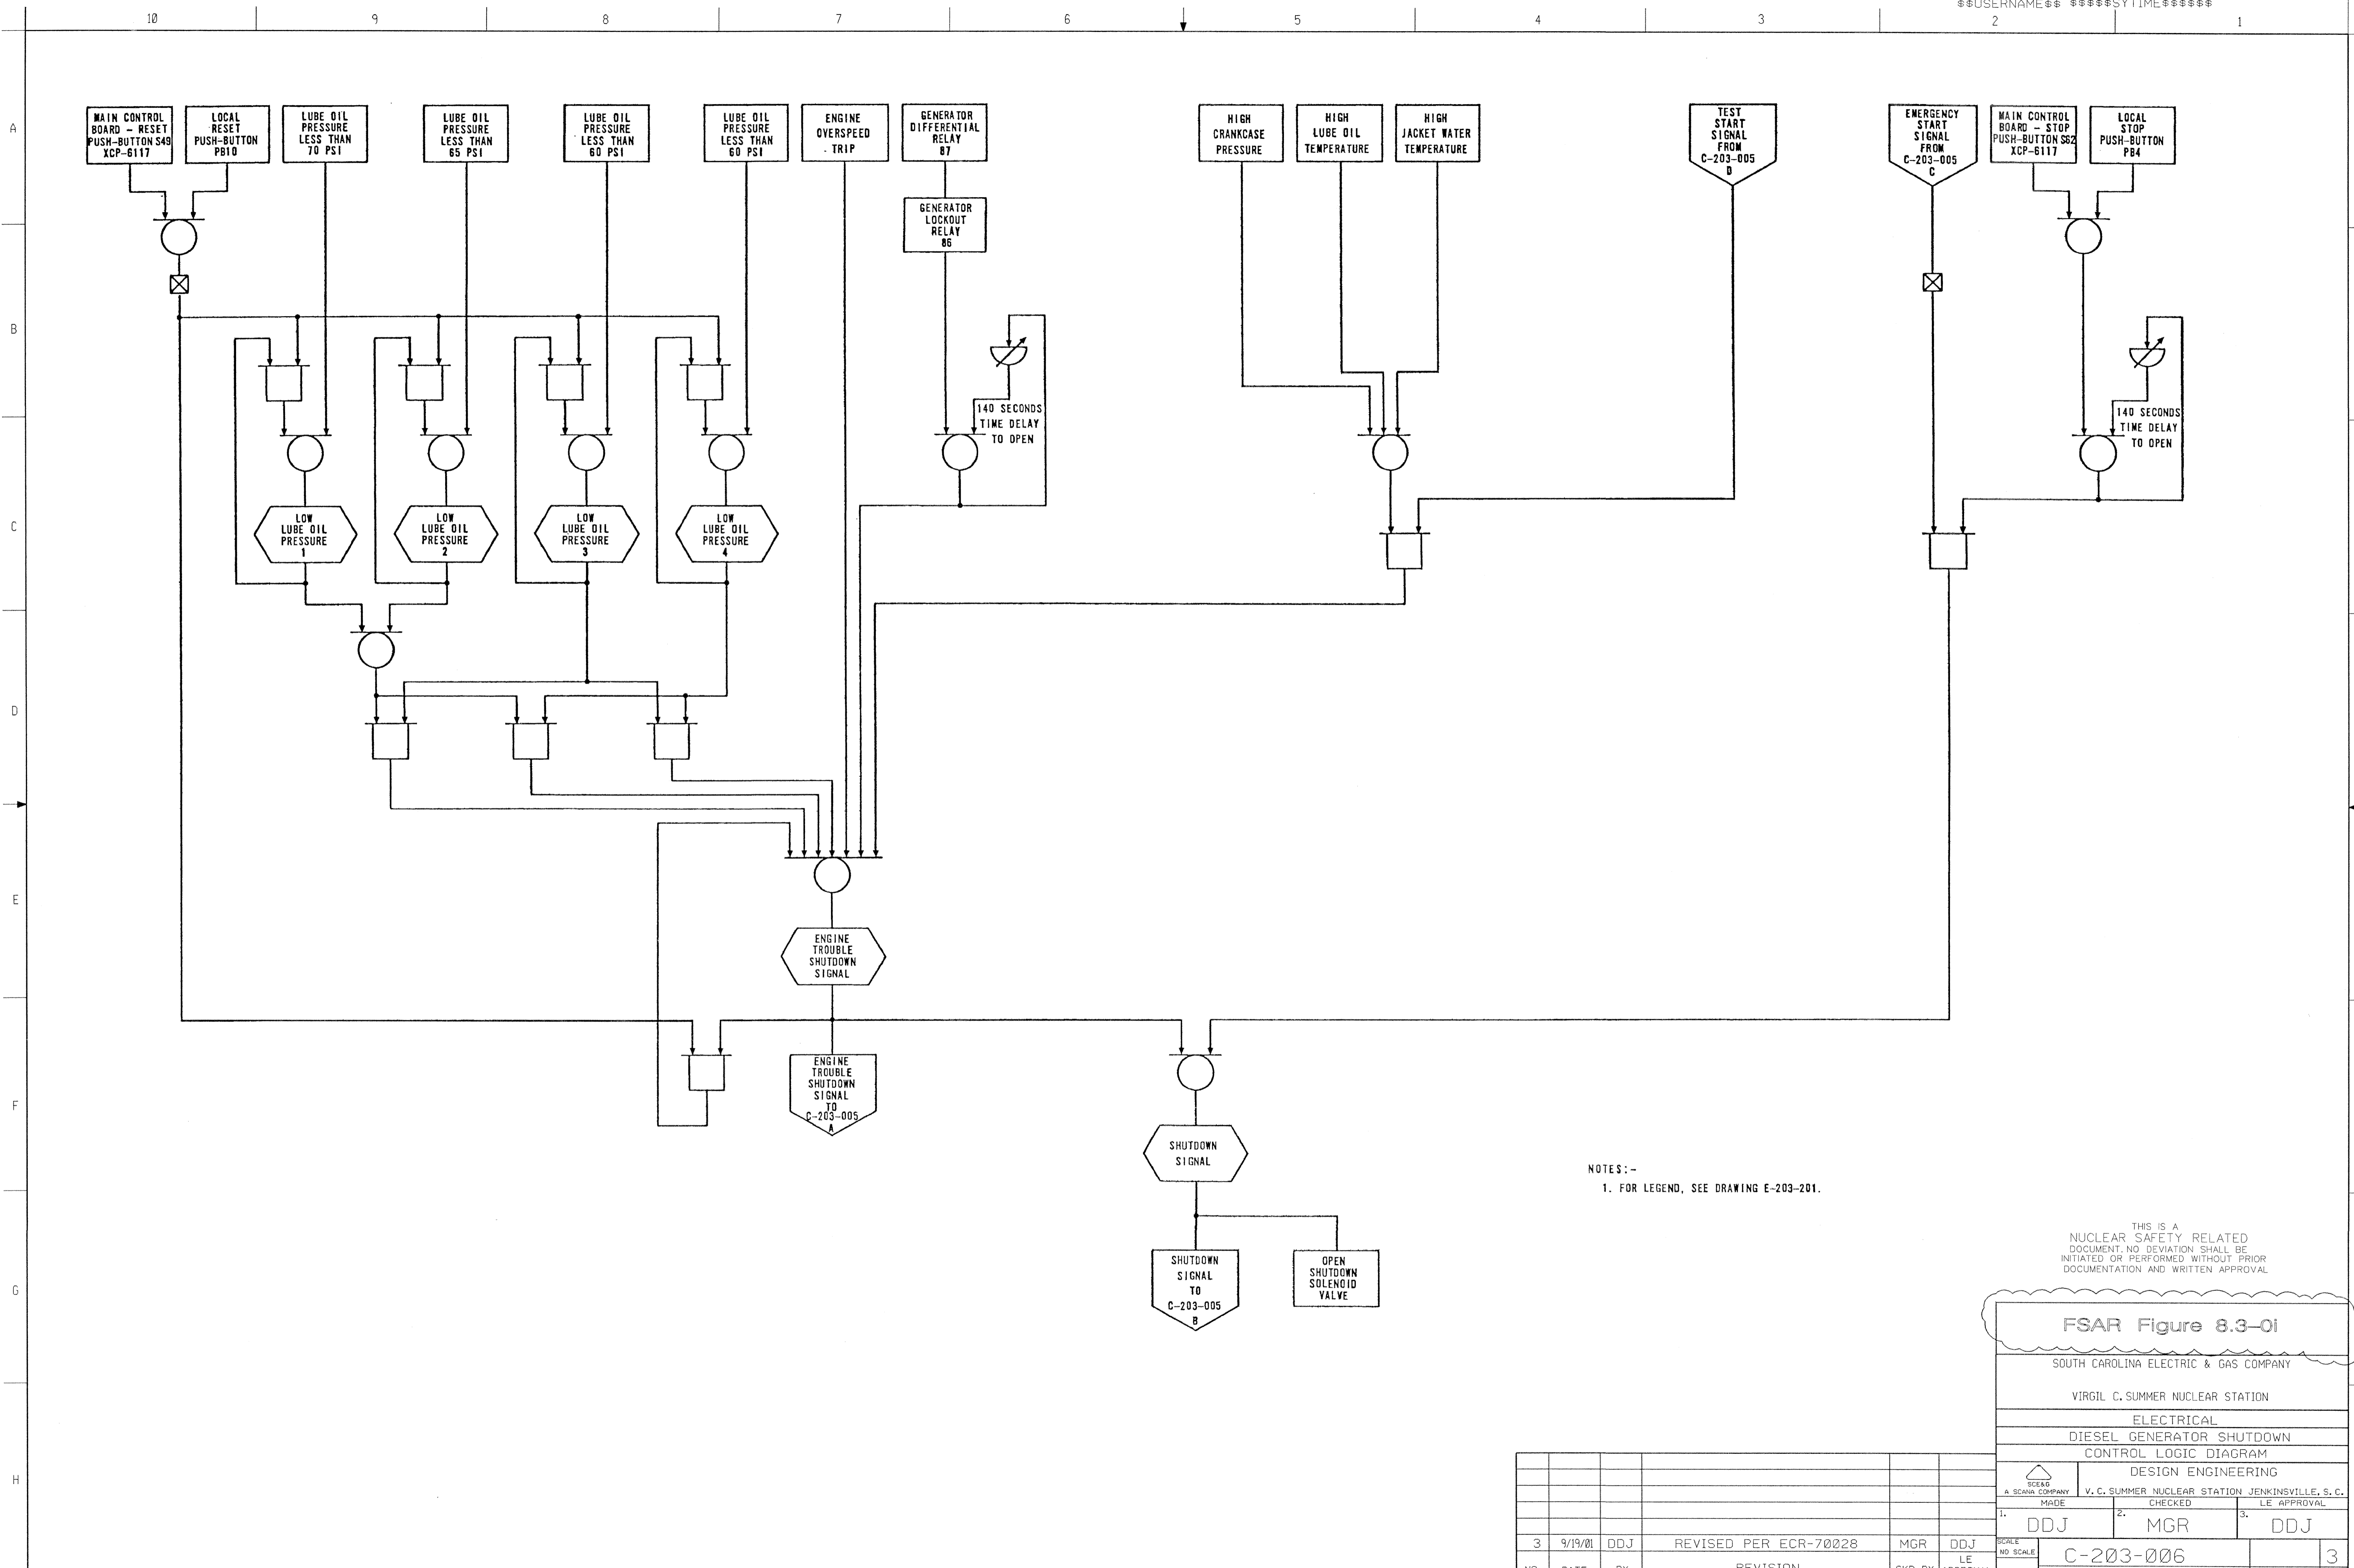 $$USERNAME$$ $$$$$SYTIME$$$$$$
10 9 8 7 6 5 4 3 2 1
A
B
C
D
E
F
G
H
MAIN CONTROL
BOARD - RESET
PUSH-BUTTON S49
XCP-6117
LOCAL
RESET
PUSH-BUTTON
PB10
LUBE OIL
PRESSURE
LESS THAN
70 PSI
LUBE OIL
PRESSURE
LESS THAN
65 PSI
LUBE OIL
PRESSURE
LESS THAN
60 PSI
LUBE OIL
PRESSURE
LESS THAN
60 PSI
ENGINE
OVERSPEED
TRIP
GENERATOR
DIFFERENTIAL
RELAY
87
GENERATOR
LOCKOUT
RELAY
86
HIGH
CRANKCASE
PRESSURE
HIGH
LUBE OIL
TEMPERATURE
HIGH
JACKET WATER
TEMPERATURE
TEST
START
SIGNAL
FROM
C-203-005
D
EMERGENCY
START
SIGNAL
FROM
C-203-005
C
MAIN CONTROL
BOARD - STOP
PUSH-BUTTON S62
XCP-6117
LOCAL
STOP
PUSH-BUTTON
PB4
140 SECONDS
TIME DELAY
TO OPEN
140 SECONDS
TIME DELAY
TO OPEN
LOW
LUBE OIL
PRESSURE
1
LOW
LUBE OIL
PRESSURE
2
LOW
LUBE OIL
PRESSURE
3
LOW
LUBE OIL
PRESSURE
4
ENGINE
TROUBLE
SHUTDOWN
SIGNAL
ENGINE
TROUBLE
SHUTDOWN
SIGNAL
TO
C-203-005
A
SHUTDOWN
SIGNAL
SHUTDOWN
SIGNAL
TO
C-203-005
B
OPEN
SHUTDOWN
SOLENOID
VALVE
NOTES:-
1. FOR LEGEND, SEE DRAWING E-203-201.
THIS IS A
NUCLEAR SAFETY RELATED
DOCUMENT. NO DEVIATION SHALL BE
INITIATED OR PERFORMED WITHOUT PRIOR
DOCUMENTATION AND WRITTEN APPROVAL
FSAR Figure 8.3-0i
SOUTH CAROLINA ELECTRIC & GAS COMPANY
VIRGIL C. SUMMER NUCLEAR STATION
ELECTRICAL
DIESEL GENERATOR SHUTDOWN
CONTROL LOGIC DIAGRAM
SCE&G
A SCANA COMPANY
DESIGN ENGINEERING
V. C. SUMMER NUCLEAR STATION JENKINSVILLE, S. C.
MADE CHECKED LE APPROVAL
1. DDJ 2. MGR 3. DDJ
3 9/19/01 DDJ REVISED PER ECR-70028 MGR DDJ
SCALE
NO SCALE
C-203-006 3
REVISION
LE